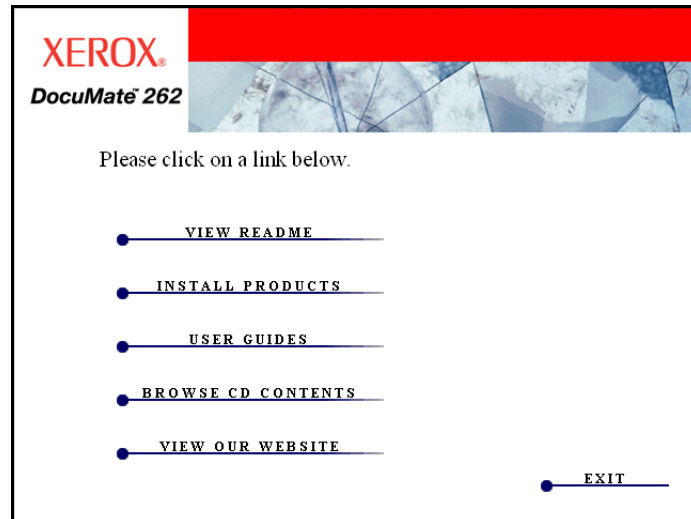 XEROX®
DocuMate™ 262
Please click on a link below.
VIEW README
INSTALL PRODUCTS
USER GUIDES
BROWSE CD CONTENTS
VIEW OUR WEBSITE
EXIT